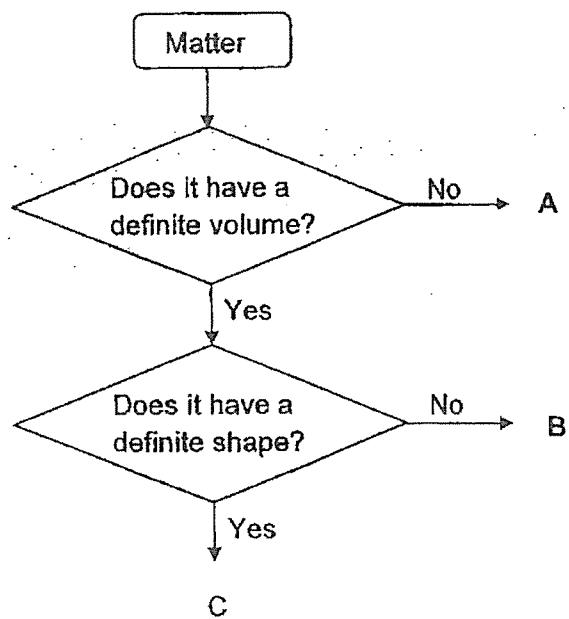 Matter
Does it have a
definite volume?
No
A
Yes
Does it have a
definite shape?
No
B
Yes
C